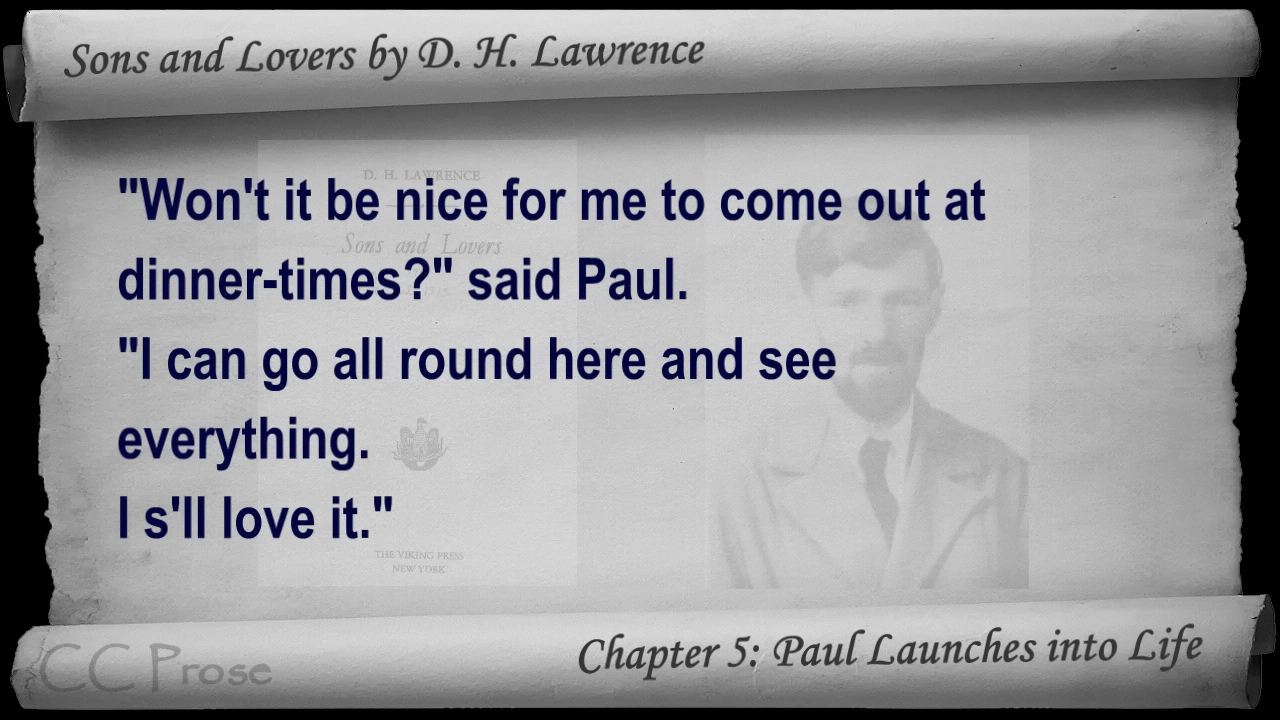 Sons and Lovers by D. H. Lawrence
D. H. LAWRENCE
"Won't it be nice for me to come out at
Sons and Lovers
dinner-times?" said Paul.
"I can go all round here and see
everything.
I s'll love it."
THE VIKING PRESS
NEW YORK
Chapter 5: Paul Launches into Life
CC Prose